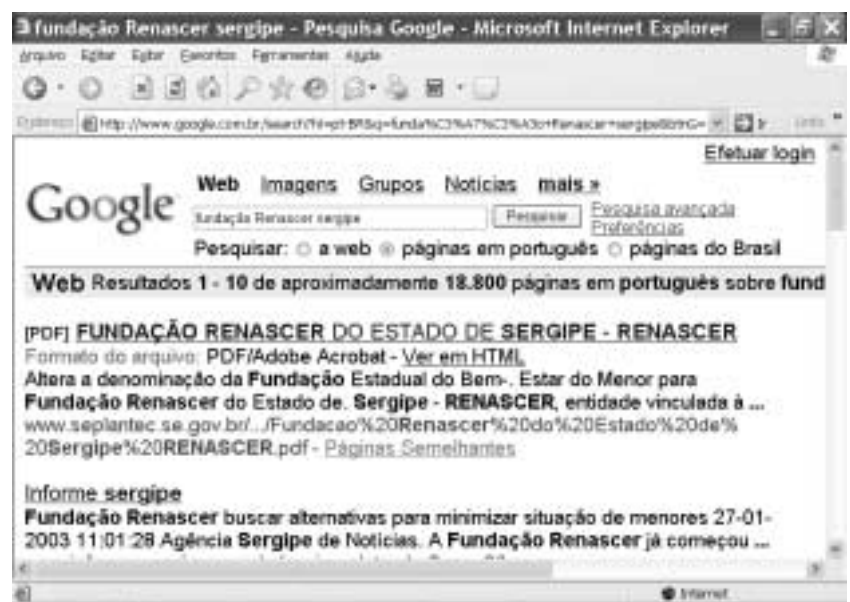 fundação Renascer sergipe - Pesquisa Google - Microsoft Internet Explorer
Arquivo Editar Exibir Favoritos Ferramentas Ajuda
Efetuar login
Google
Web Imagens Grupos Notícias mais »
fundação Renascer sergipe Pesquisar Pesquisa avançada
Preferências
Pesquisar: a web páginas em português páginas do Brasil
Web Resultados 1 - 10 de aproximadamente 18.800 páginas em português sobre fund
[PDF] FUNDAÇÃO RENASCER DO ESTADO DE SERGIPE - RENASCER
Formato do arquivo: PDF/Adobe Acrobat - Ver em HTML
Altera a denominação da Fundação Estadual do Bem-. Estar do Menor para
Fundação Renascer do Estado de. Sergipe - RENASCER, entidade vinculada à ...
www.seplantec.se.gov.br/.../Fundacao%20Renascer%20do%20Estado%20de%
20Sergipe%20RENASCER.pdf - Páginas Semelhantes
Informe sergipe
Fundação Renascer buscar alternativas para minimizar situação de menores 27-01-
2003 11:01:28 Agência Sergipe de Notícias. A Fundação Renascer já começou ...
Internet